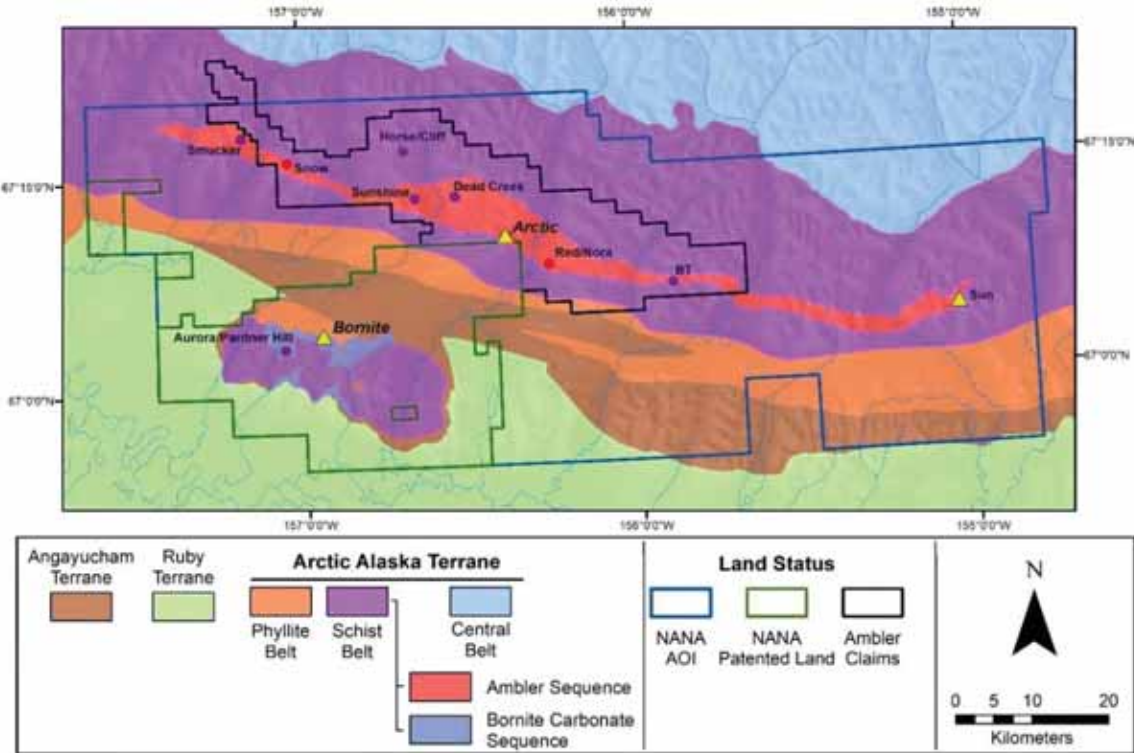 157°0'0"W
156°0'0"W
155°0'0"W
67°15'0"N
67°15'0"N
Horse/Cliff
Smucker
Snow
Sunshine
Dead Creek
Arctic
Red/Nora
BT
Sun
Bornite
Aurora/Pardner Hill
67°0'0"N
67°0'0"N
157°0'0"W
156°0'0"W
155°0'0"W
Angayucham
Terrane
Ruby
Terrane
Arctic Alaska Terrane
Phyllite
Belt
Schist
Belt
Central
Belt
Ambler Sequence
Bornite Carbonate
Sequence
Land Status
NANA
AOI
NANA
Patented Land
Ambler
Claims
N
0 5 10 20
Kilometers